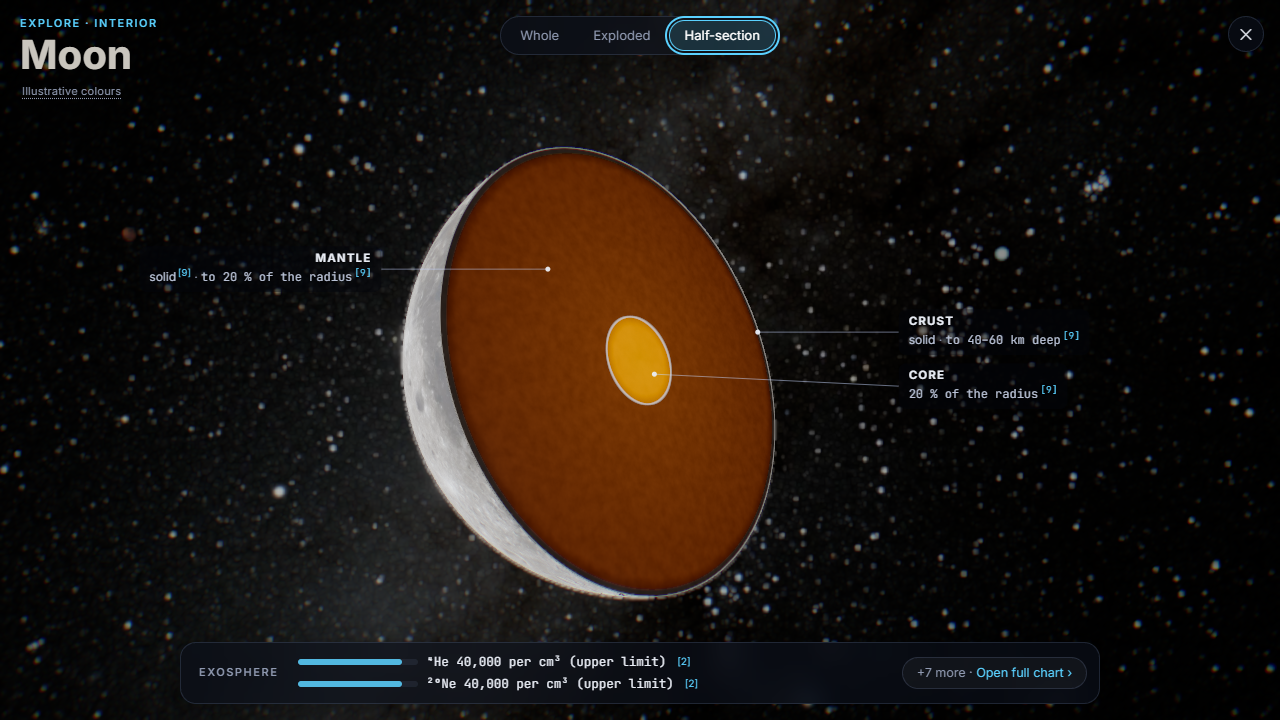 EXPLORE · INTERIOR
Moon
Illustrative colours
Whole
Exploded
Half-section
MANTLE
solid[9] · to 20 % of the radius[9]
CRUST
solid · to 40–60 km deep[9]
CORE
20 % of the radius[9]
EXOSPHERE
⁴He 40,000 per cm³ (upper limit) [2]
²⁰Ne 40,000 per cm³ (upper limit) [2]
+7 more · Open full chart ›